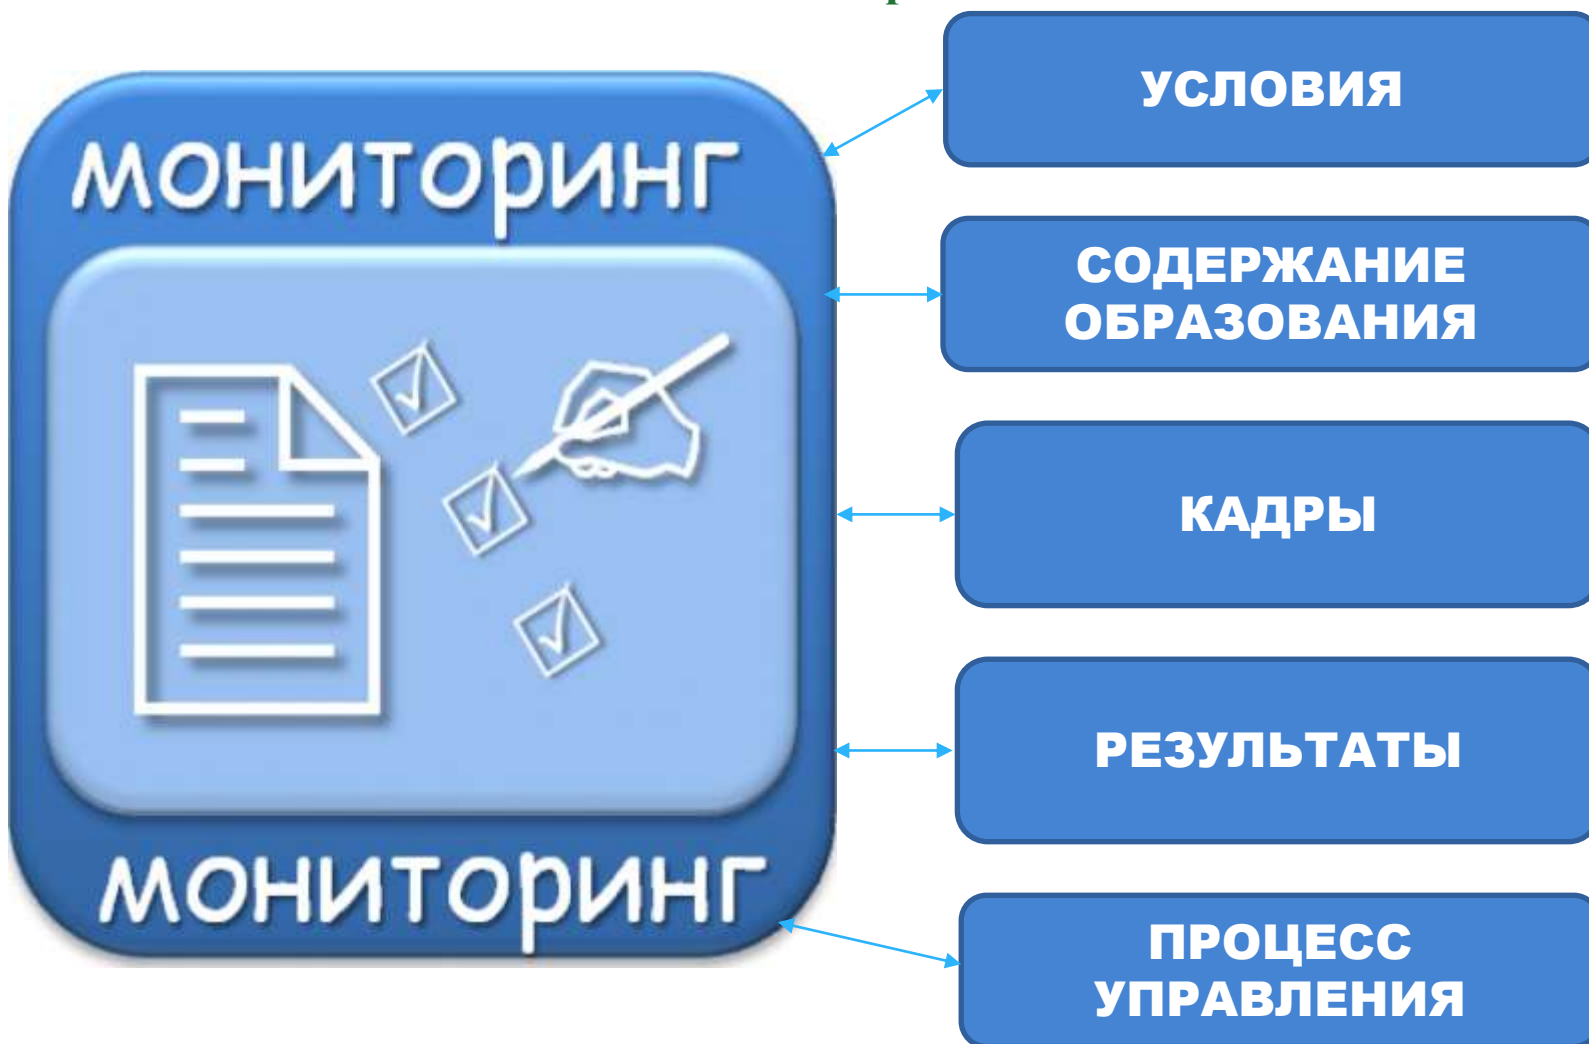 мониторинг
мониторинг
УСЛОВИЯ
СОДЕРЖАНИЕ
ОБРАЗОВАНИЯ
КАДРЫ
РЕЗУЛЬТАТЫ
ПРОЦЕСС
УПРАВЛЕНИЯ